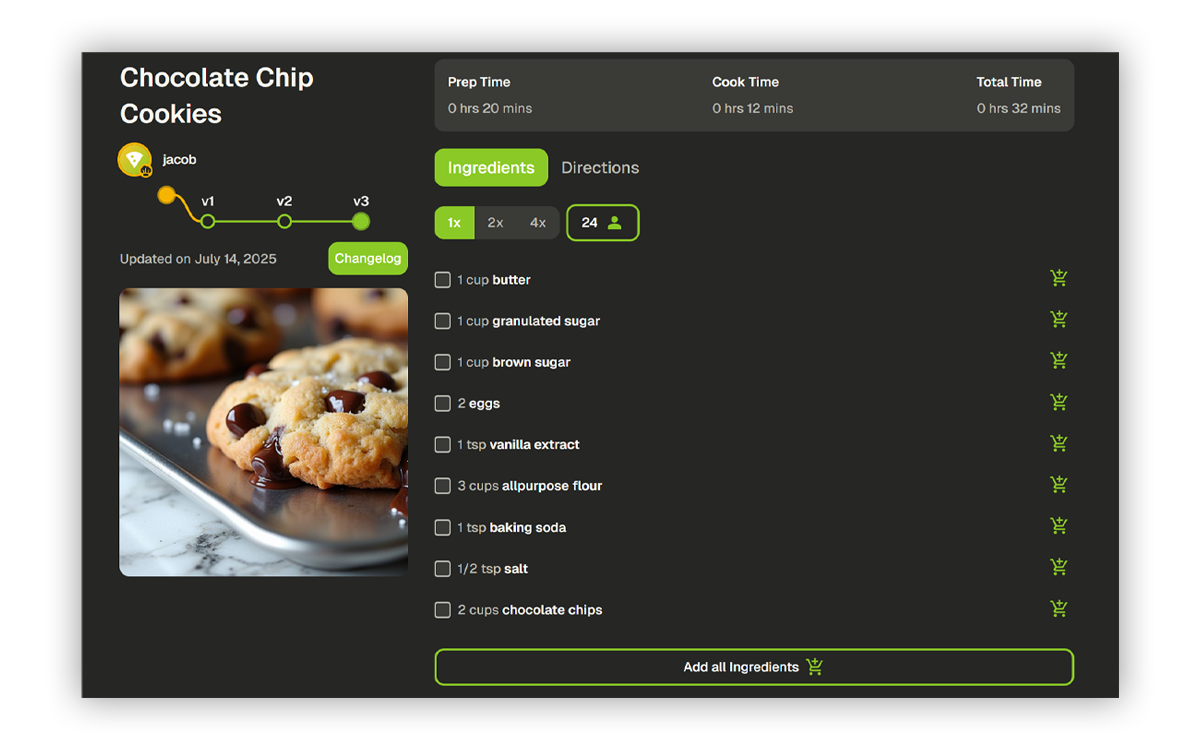 Chocolate Chip
Cookies
jacob
v1 v2 v3
Updated on July 14, 2025
Changelog
Prep Time
0 hrs 20 mins
Cook Time
0 hrs 12 mins
Total Time
0 hrs 32 mins
Ingredients
Directions
1x 2x 4x
24
1 cup butter
1 cup granulated sugar
1 cup brown sugar
2 eggs
1 tsp vanilla extract
3 cups allpurpose flour
1 tsp baking soda
1/2 tsp salt
2 cups chocolate chips
Add all Ingredients